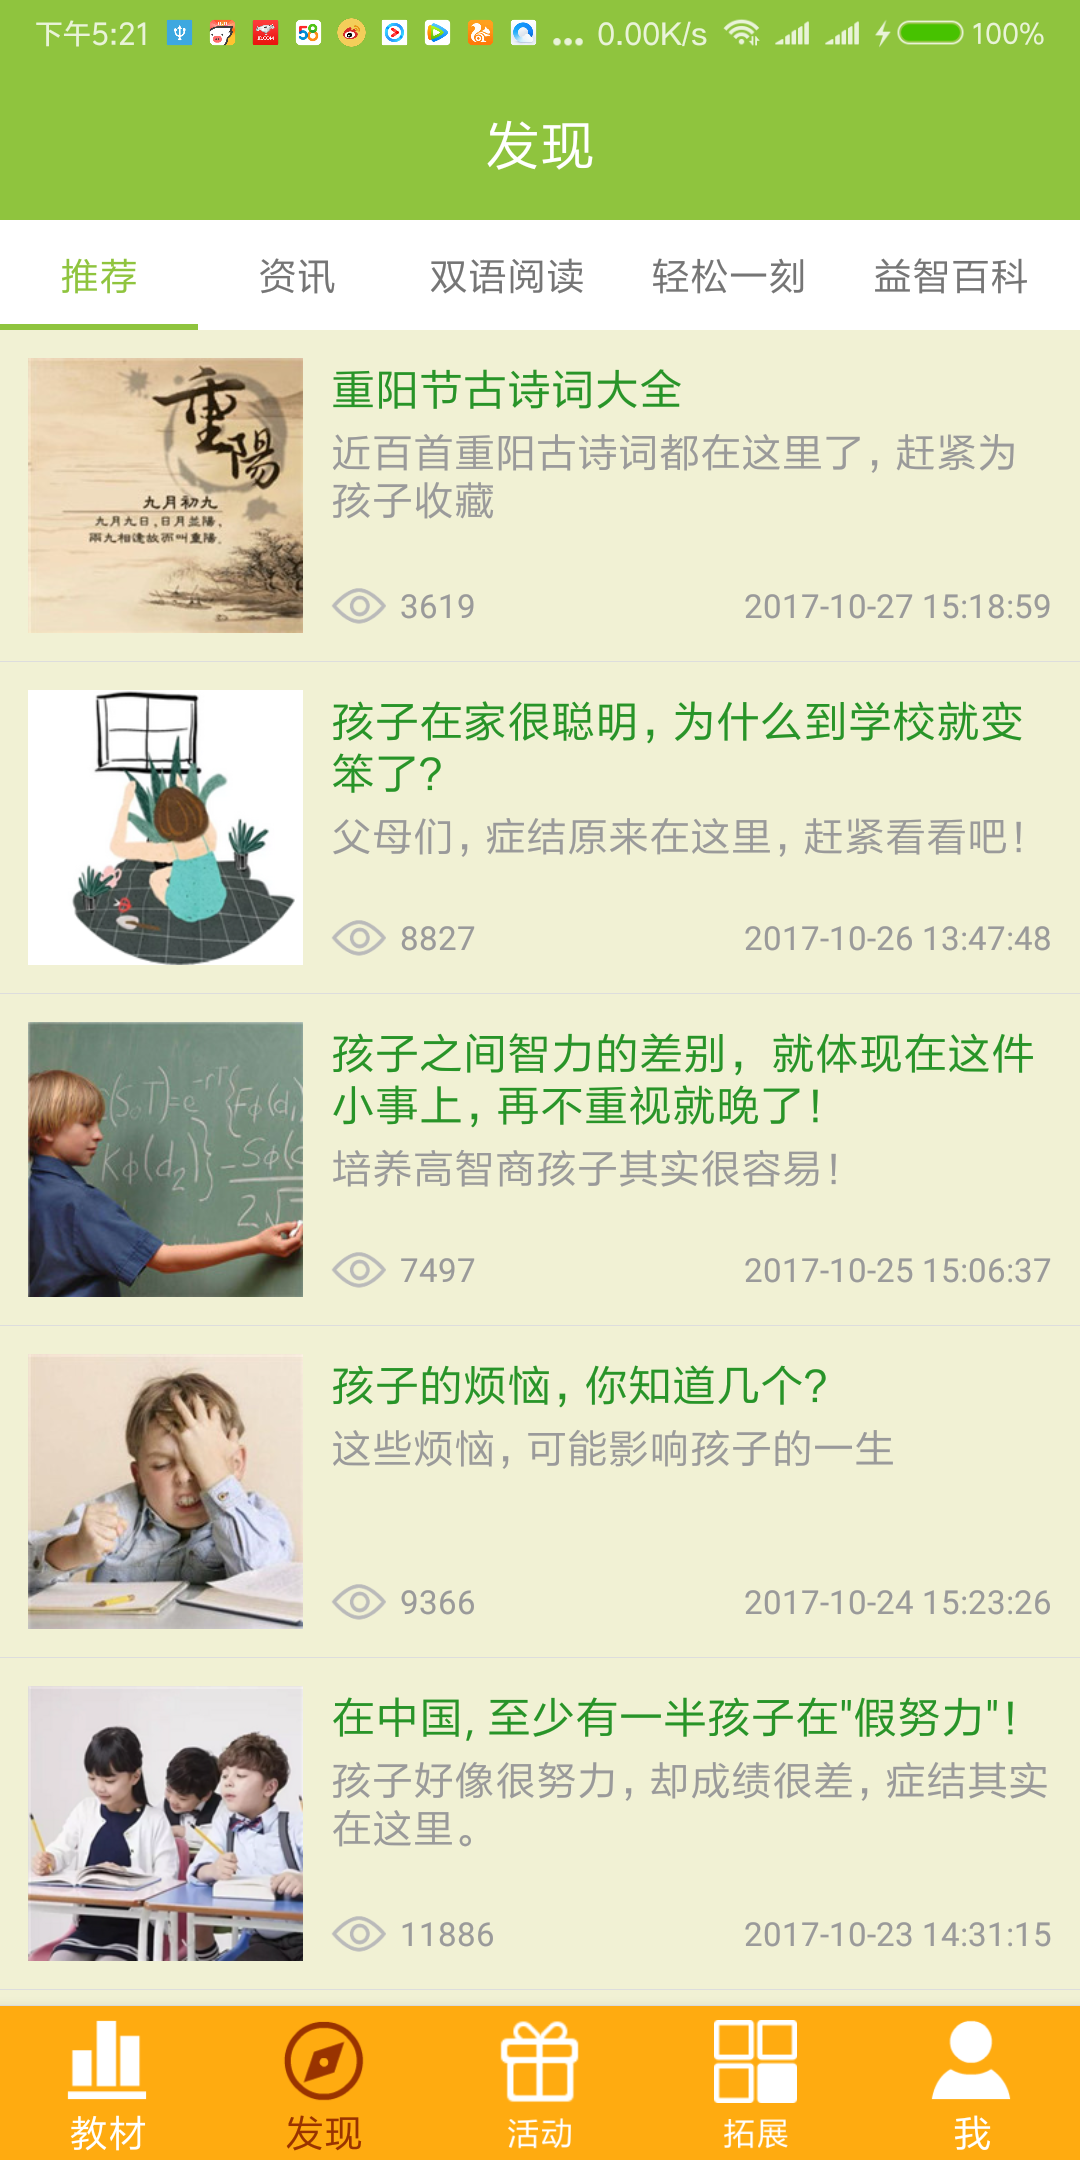 下午5:21
58
... 0.00K/s
100%
发现
推荐 资讯 双语阅读 轻松一刻 益智百科
重陽
九月初九
九月九日,日月並陽,
兩九相逢故而叫重陽.
重阳节古诗词大全
近百首重阳古诗词都在这里了,赶紧为
孩子收藏
3619 2017-10-27 15:18:59
孩子在家很聪明,为什么到学校就变
笨了?
父母们,症结原来在这里,赶紧看看吧!
8827 2017-10-26 13:47:48
孩子之间智力的差别，就体现在这件
小事上,再不重视就晚了!
培养高智商孩子其实很容易!
7497 2017-10-25 15:06:37
孩子的烦恼,你知道几个?
这些烦恼,可能影响孩子的一生
9366 2017-10-24 15:23:26
在中国,至少有一半孩子在"假努力"!
孩子好像很努力,却成绩很差,症结其实
在这里。
11886 2017-10-23 14:31:15
教材 发现 活动 拓展 我